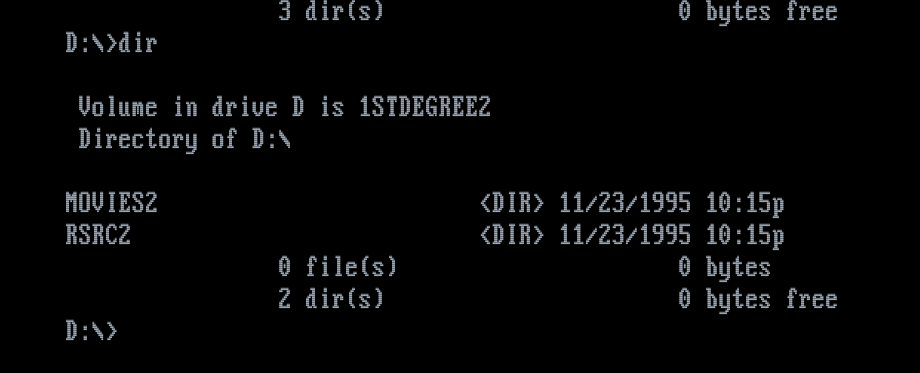 3 dir(s) 0 bytes free
D:\>dir
Volume in drive D is 1STDEGREE2
Directory of D:\
MOVIES2 <DIR> 11/23/1995 10:15p
RSRC2 <DIR> 11/23/1995 10:15p
0 file(s) 0 bytes
2 dir(s) 0 bytes free
D:\>